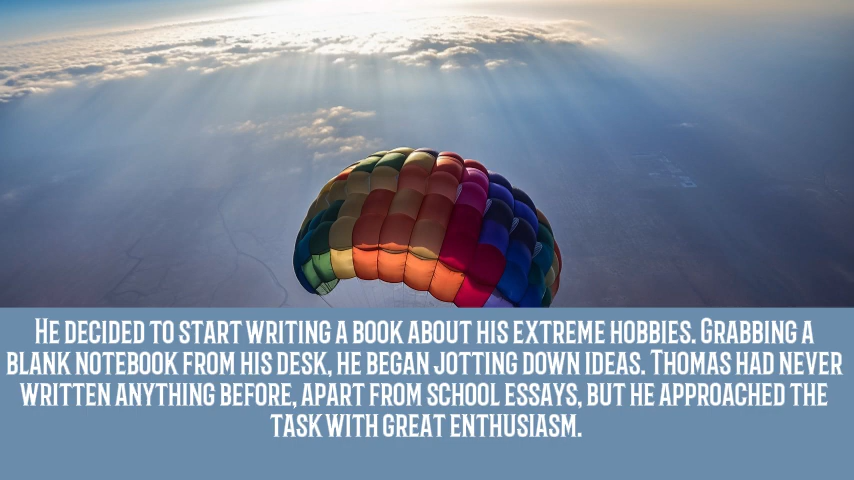 He decided to start writing a book about his extreme hobbies. Grabbing a
blank notebook from his desk, he began jotting down ideas. Thomas had never
written anything before, apart from school essays, but he approached the
task with great enthusiasm.